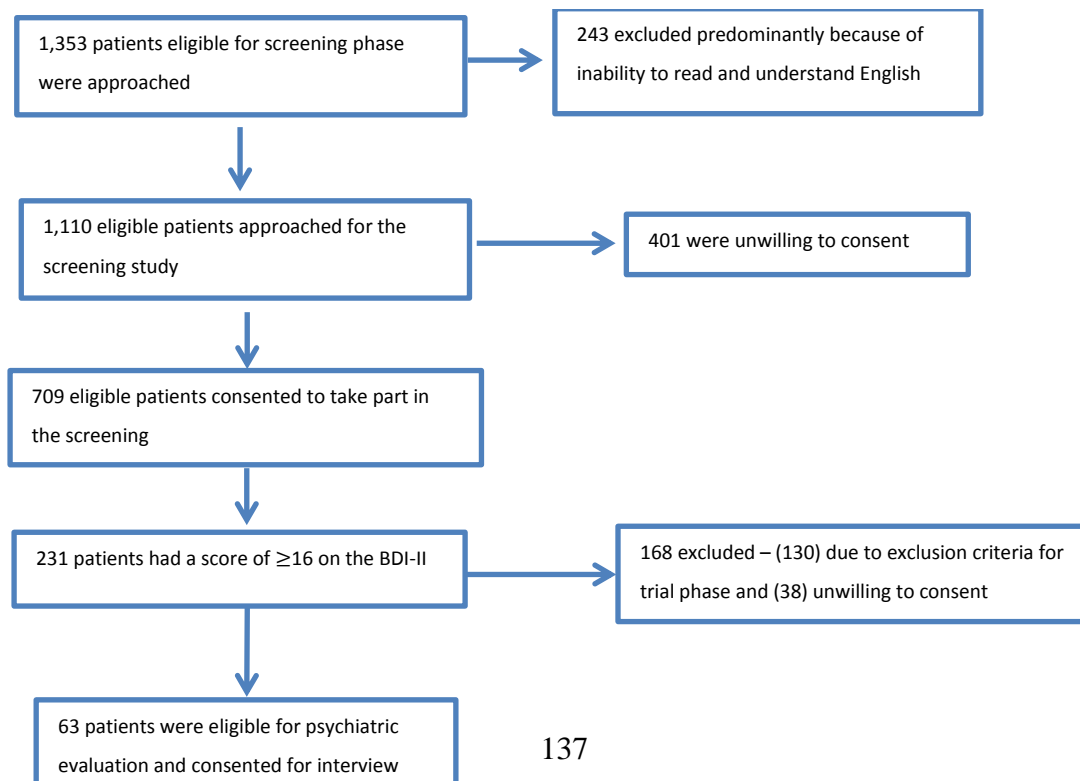 1,353 patients eligible for screening phase
were approached
243 excluded predominantly because of
inability to read and understand English
1,110 eligible patients approached for the
screening study
401 were unwilling to consent
709 eligible patients consented to take part in
the screening
231 patients had a score of ≥16 on the BDI-II
168 excluded – (130) due to exclusion criteria for
trial phase and (38) unwilling to consent
63 patients were eligible for psychiatric
evaluation and consented for interview
137